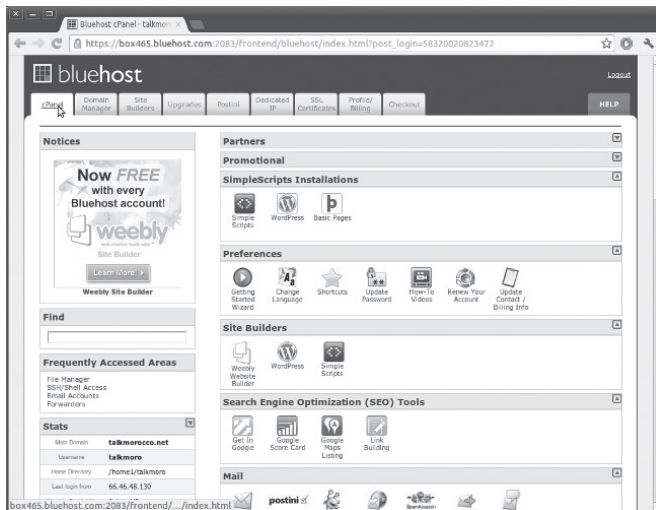 Bluehost cPanel - talkmoro
https://box465.bluehost.com:2083/frontend/bluehost/index.html?post_login=58320020823472
bluehost
Logout
cPanel
Domain Manager
Site Builders
Upgrades
Postini
Dedicated IP
SSL Certificates
Profile/ Billing
Checkout
HELP
Notices
Now FREE
with every
Bluehost account!
weebly
Site Builder
Learn More
Weebly Site Builder
Find
Frequently Accessed Areas
File Manager
SSH/Shell Access
Email Accounts
Forwarders
Stats
Main Domain talkmorocco.net
Username talkmoro
Home Directory /home1/talkmoro
Last login from 65.46.48.130
Partners
Promotional
SimpleScripts Installations
Simple Scripts
WordPress
Basic Pages
Preferences
Getting Started Wizard
Change Language
Shortcuts
Update Password
How-To Videos
Renew Your Account
Update Contact / Billing Info
Site Builders
Weebly Website Builder
WordPress
Simple Scripts
Search Engine Optimization (SEO) Tools
Get In Google
Google Score Card
Google Maps Listing
Link Building
Mail
postini
SpamAssassin
box465.bluehost.com:2083/frontend/.../index.html